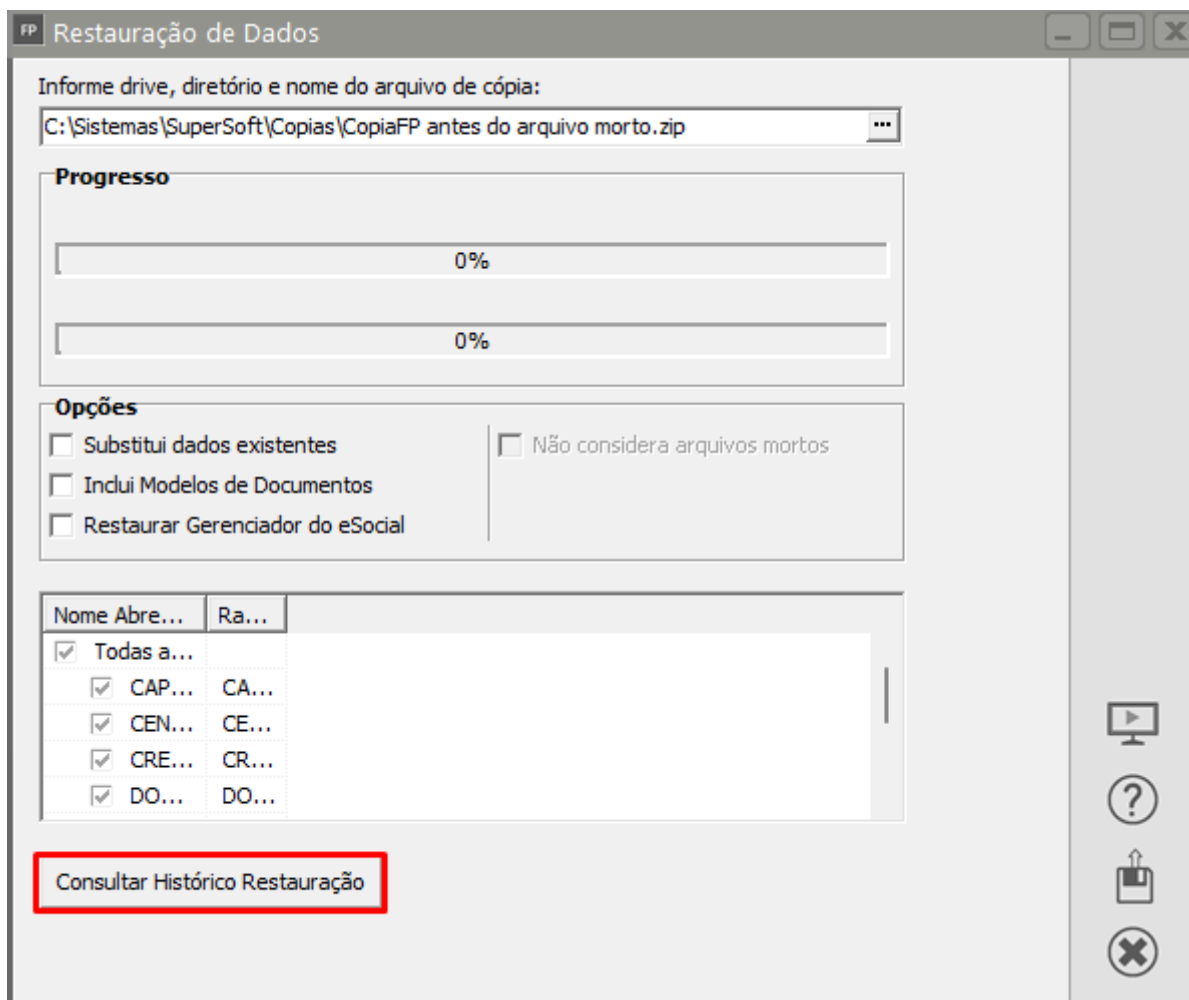 FP Restauração de Dados
Informe drive, diretório e nome do arquivo de cópia:
C:\Sistemas\SuperSoft\Copias\CopiaFP antes do arquivo morto.zip ...
Progresso
0%
0%
Opções
Substitui dados existentes
Não considera arquivos mortos
Inclui Modelos de Documentos
Restaurar Gerenciador do eSocial
Nome Abre... Ra...
Todas a...
CAP... CA...
CEN... CE...
CRE... CR...
DO... DO...
Consultar Histórico Restauração